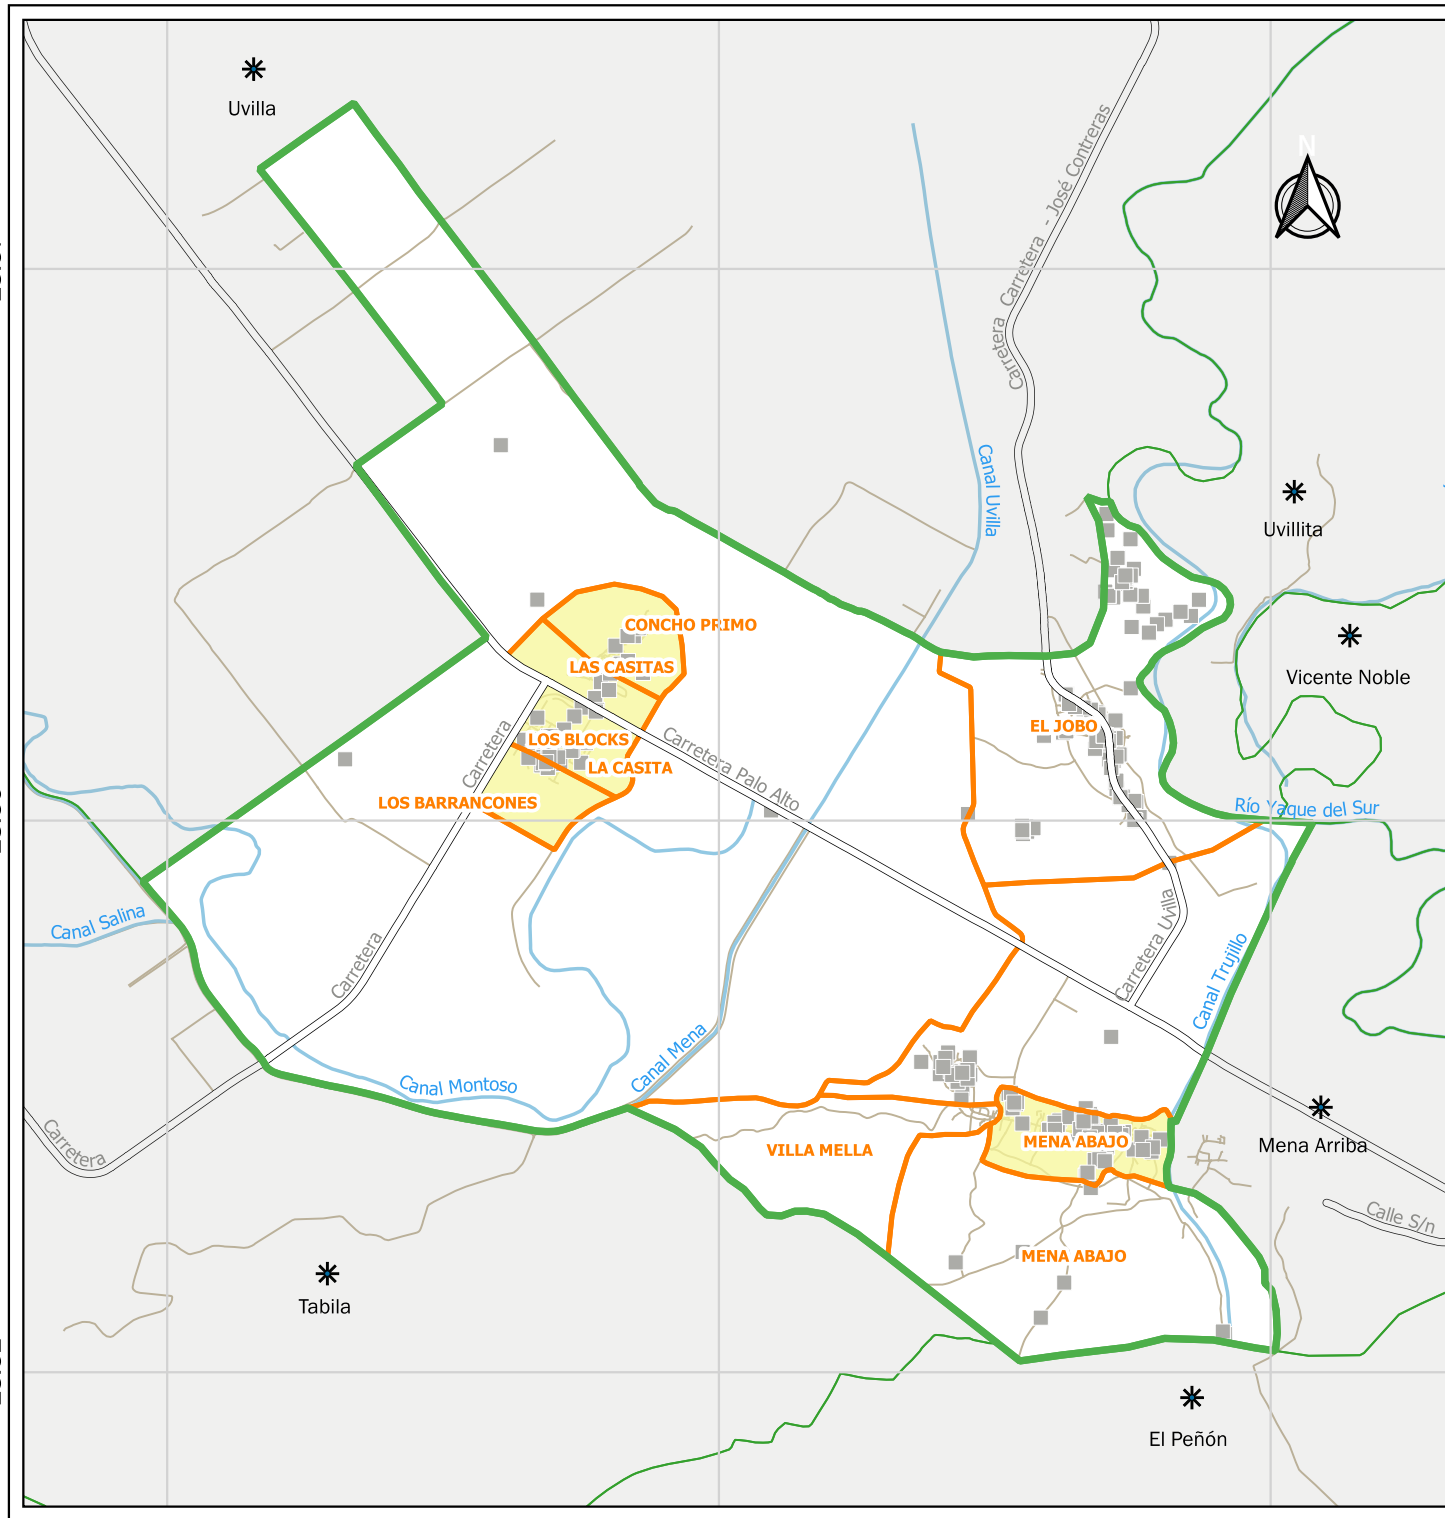 Uvilla
N
Carretera - José Contreras
Carretera
Canal Uvilla
Uvillita
CONCHO PRIMO
LAS CASITAS
Vicente Noble
Carretera
LOS BLOCKS
EL JOBO
Carretera Palo Alto
LA CASITA
LOS BARRANCONES
Río Yaque del Sur
Canal Salina
Carretera
Carretera Uvilla
Canal Trujillo
Canal Mena
Canal Montoso
Carretera
VILLA MELLA
MENA ABAJO
Mena Arriba
Calle S/n
MENA ABAJO
Tabila
El Peñón